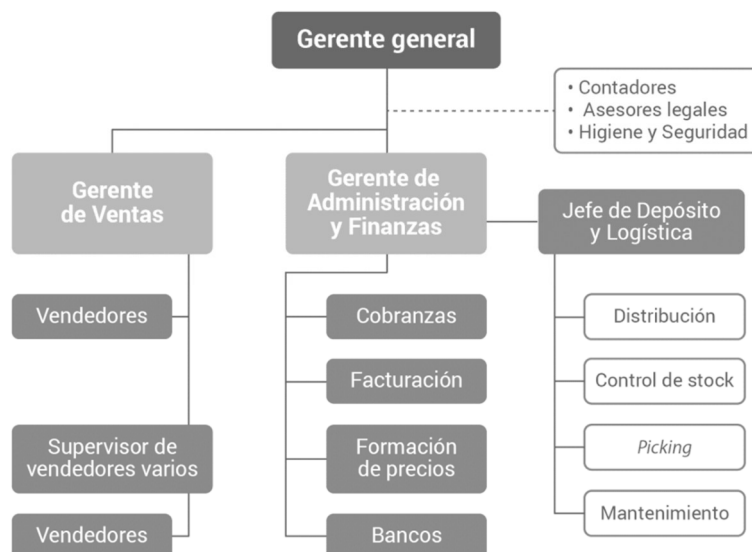 Gerente general
• Contadores
• Asesores legales
• Higiene y Seguridad
Gerente
de Ventas
Gerente de
Administración
y Finanzas
Jefe de Depósito
y Logística
Vendedores
Supervisor de
vendedores varios
Vendedores
Cobranzas
Facturación
Formación
de precios
Bancos
Distribución
Control de stock
Picking
Mantenimiento